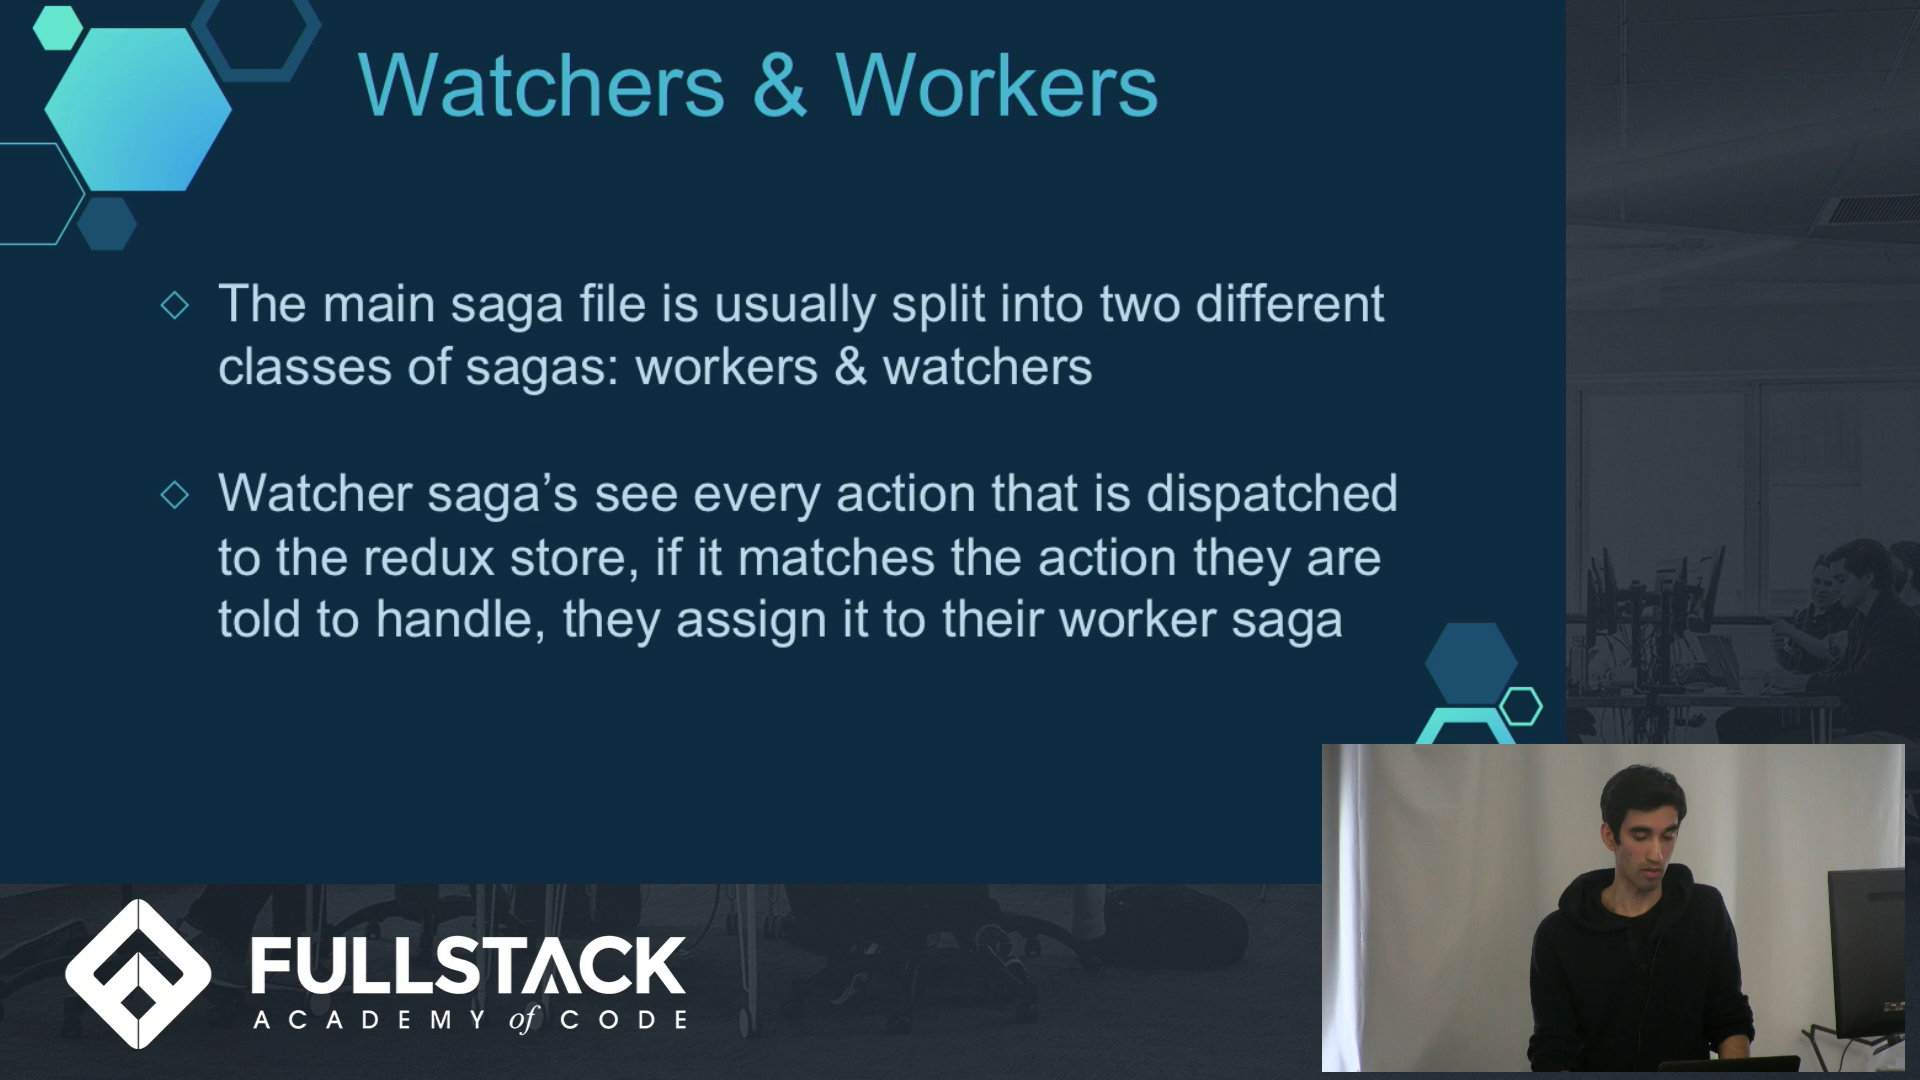 Watchers & Workers
The main saga file is usually split into two different
classes of sagas: workers & watchers
Watcher saga’s see every action that is dispatched
to the redux store, if it matches the action they are
told to handle, they assign it to their worker saga
FULLSTACK
ACADEMY of CODE